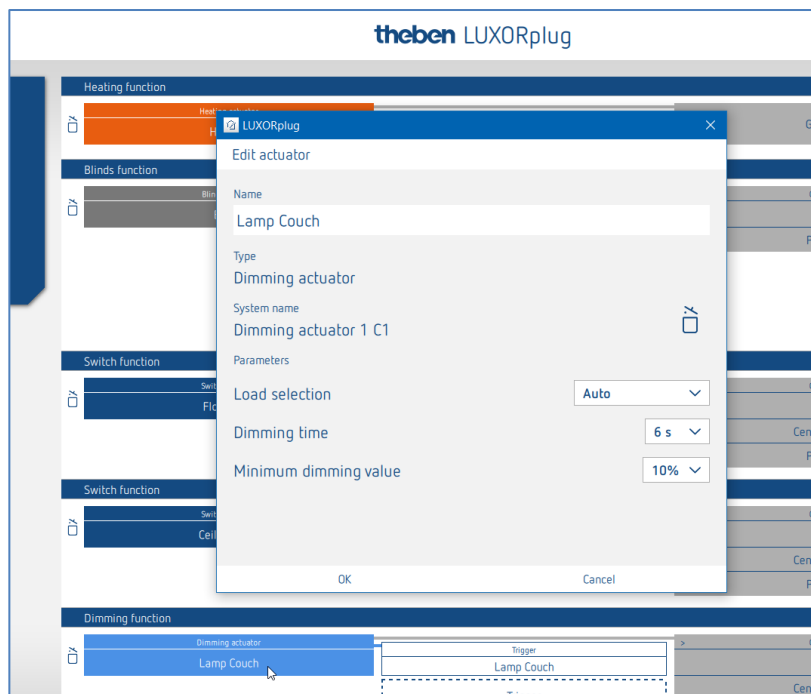 theben LUXORplug
Heating function
LUXORplug
Edit actuator
Blinds function
Name
Lamp Couch
Type
Dimming actuator
System name
Dimming actuator 1 C1
Parameters
Switch function
Load selection
Auto
Dimming time
6 s
Minimum dimming value
10%
Switch function
OK
Cancel
Dimming function
Dimming actuator
Lamp Couch
Trigger
Lamp Couch
>